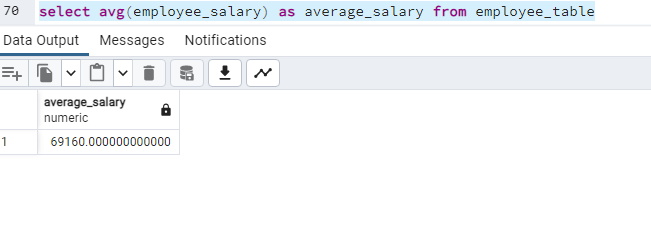 70 select avg(employee_salary) as average_salary from employee_table
Data Output Messages Notifications
average_salary
numeric
1 69160.000000000000